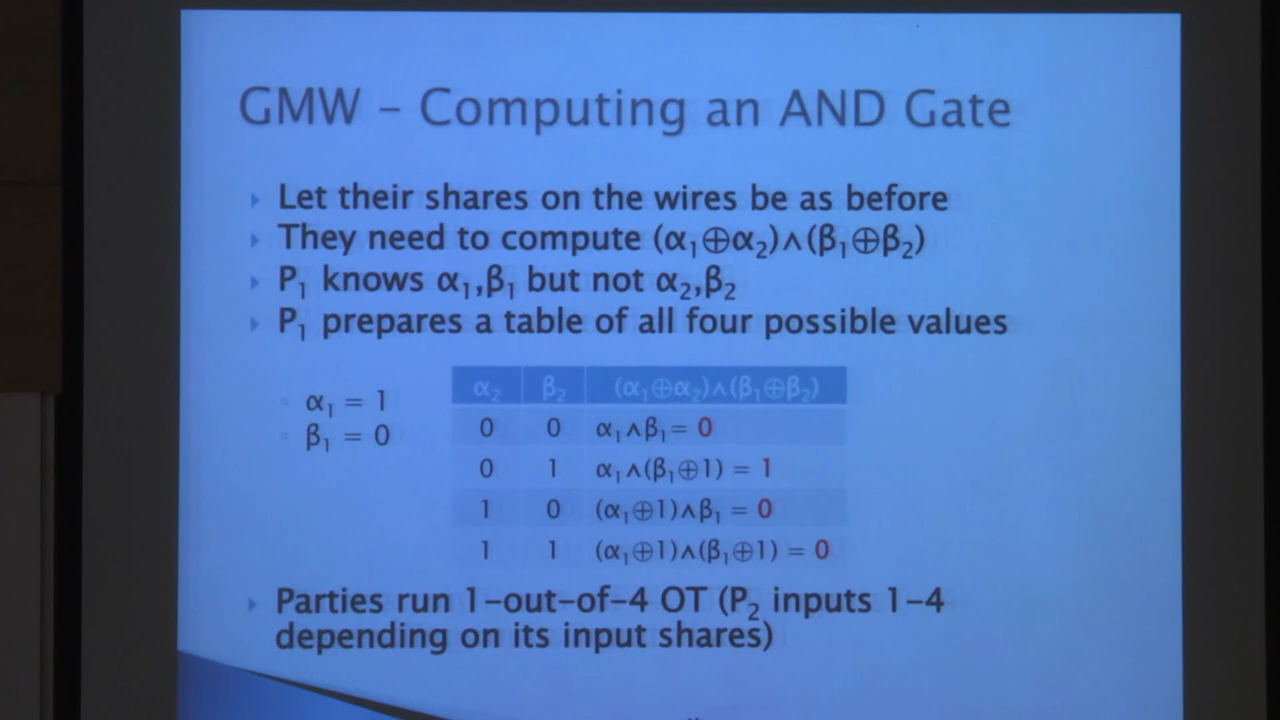 GMW – Computing an AND Gate
Let their shares on the wires be as before
They need to compute (α₁⊕α₂)∧(β₁⊕β₂)
P₁ knows α₁,β₁ but not α₂,β₂
P₁ prepares a table of all four possible values
α₁ = 1
β₁ = 0
α₂ β₂ (α₁⊕α₂)∧(β₁⊕β₂)
0 0 α₁∧β₁= 0
0 1 α₁∧(β₁⊕1) = 1
1 0 (α₁⊕1)∧β₁ = 0
1 1 (α₁⊕1)∧(β₁⊕1) = 0
Parties run 1-out-of-4 OT (P₂ inputs 1-4
depending on its input shares)